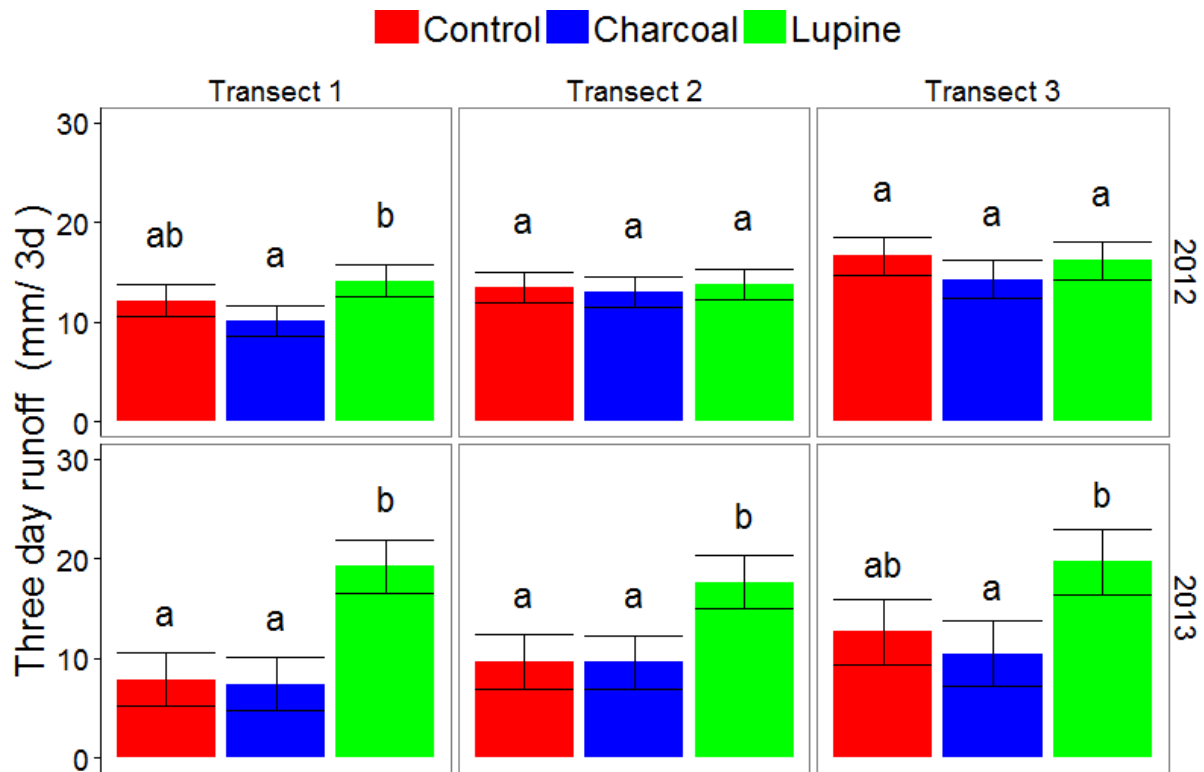 Control Charcoal Lupine
Transect 1 Transect 2 Transect 3
Three day runoff (mm/ 3d )
30
20
10
0
ab a b
a a a
a a a
2012
30
20
10
0
a a b
a a b
ab a b
2013